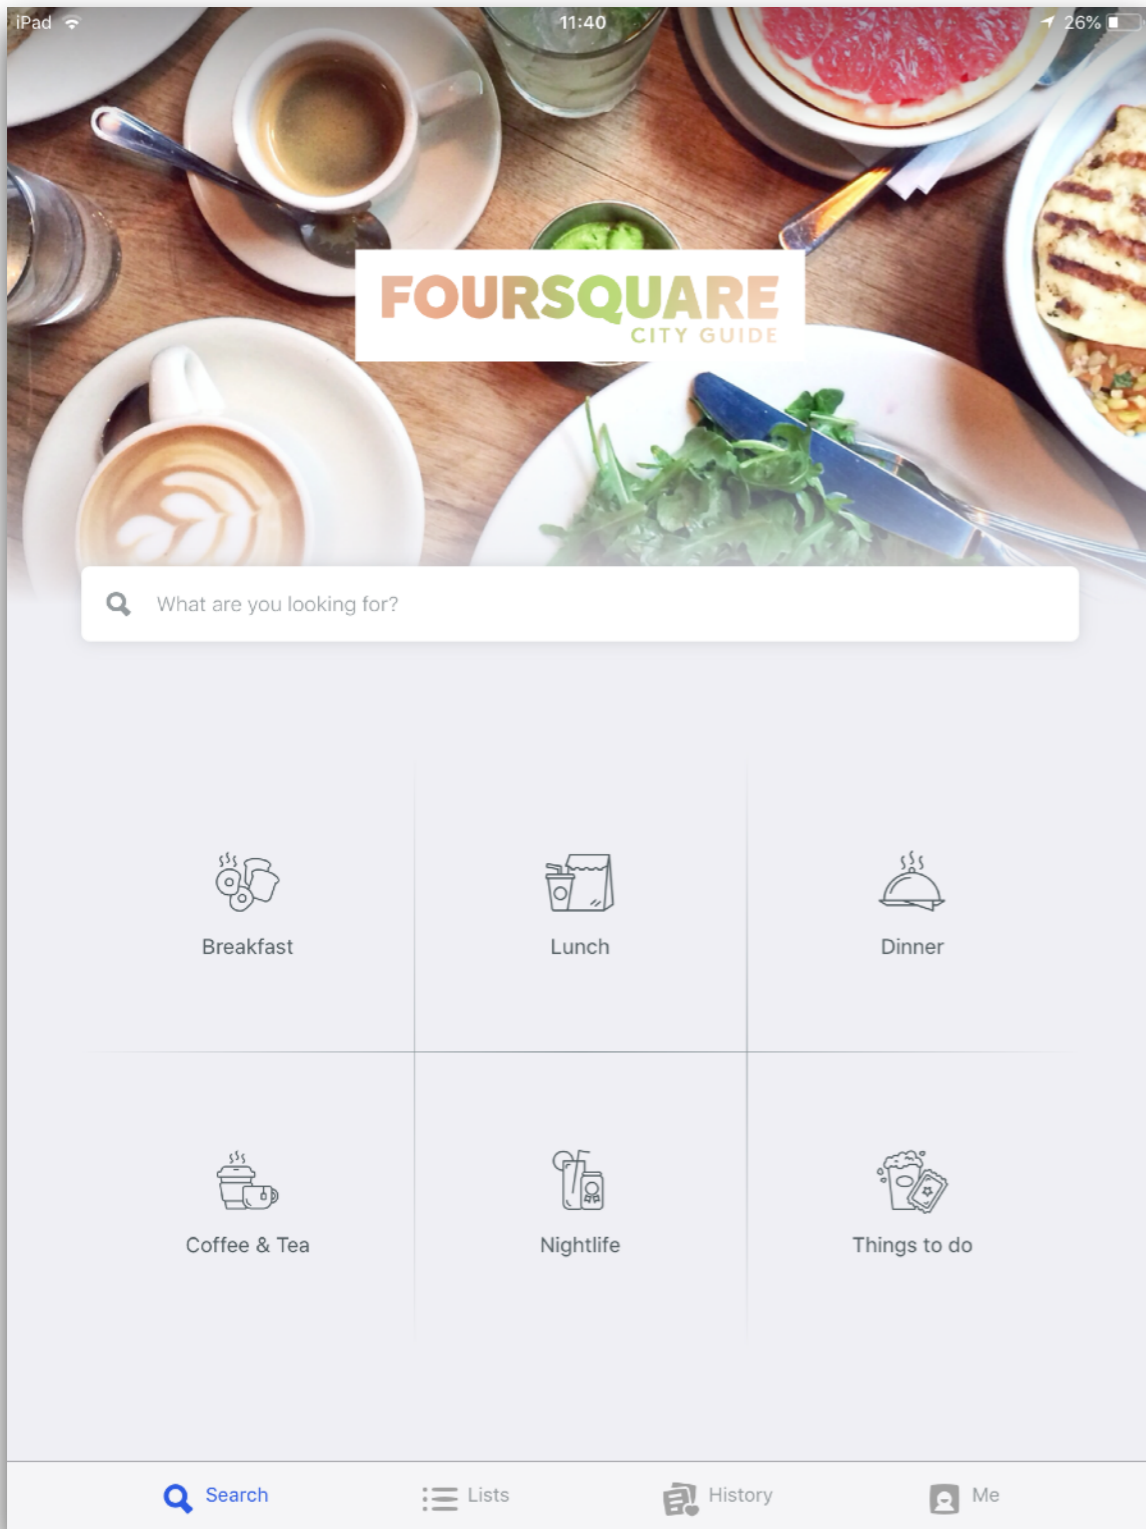 iPad 11:40 26%
FOURSQUARE
CITY GUIDE
What are you looking for?
Breakfast Lunch Dinner
Coffee & Tea Nightlife Things to do
Search Lists History Me